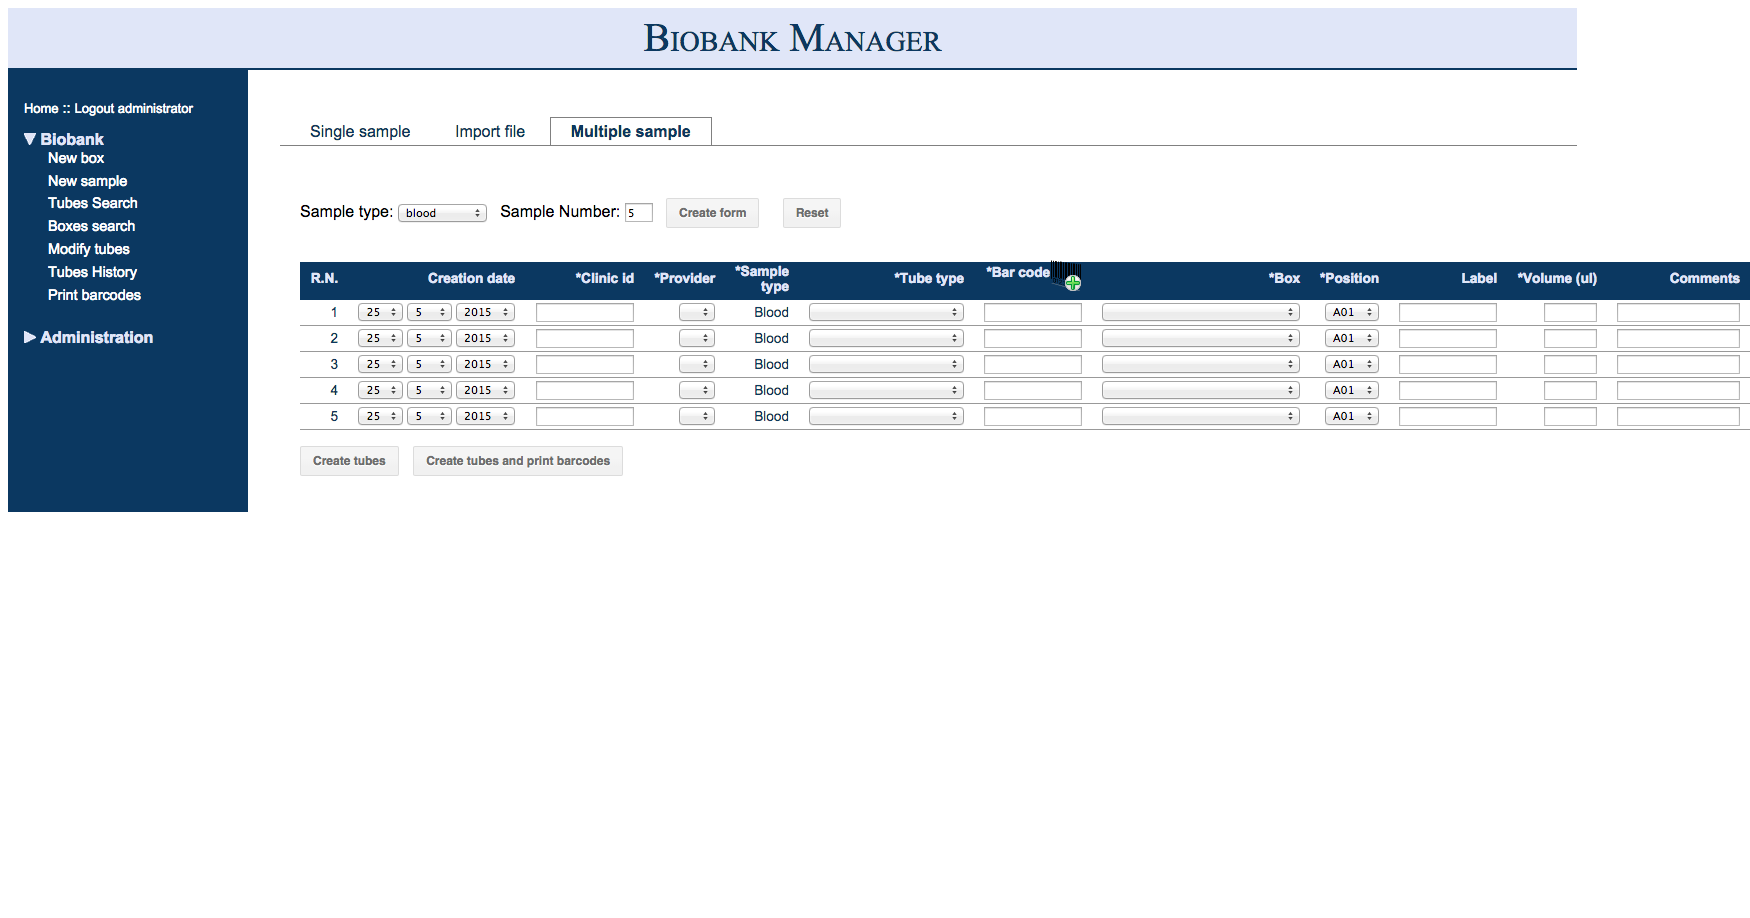 BIOBANK MANAGER
Home :: Logout administrator
▼ Biobank
New box
New sample
Tubes Search
Boxes search
Modify tubes
Tubes History
Print barcodes
▶ Administration
Single sample Import file Multiple sample
Sample type: blood Sample Number: 5 Create form Reset
R.N. Creation date *Clinic id *Provider *Sample type *Tube type *Bar code *Box *Position Label *Volume (ul) Comments
1 25 5 2015 Blood A01
2 25 5 2015 Blood A01
3 25 5 2015 Blood A01
4 25 5 2015 Blood A01
5 25 5 2015 Blood A01
Create tubes Create tubes and print barcodes